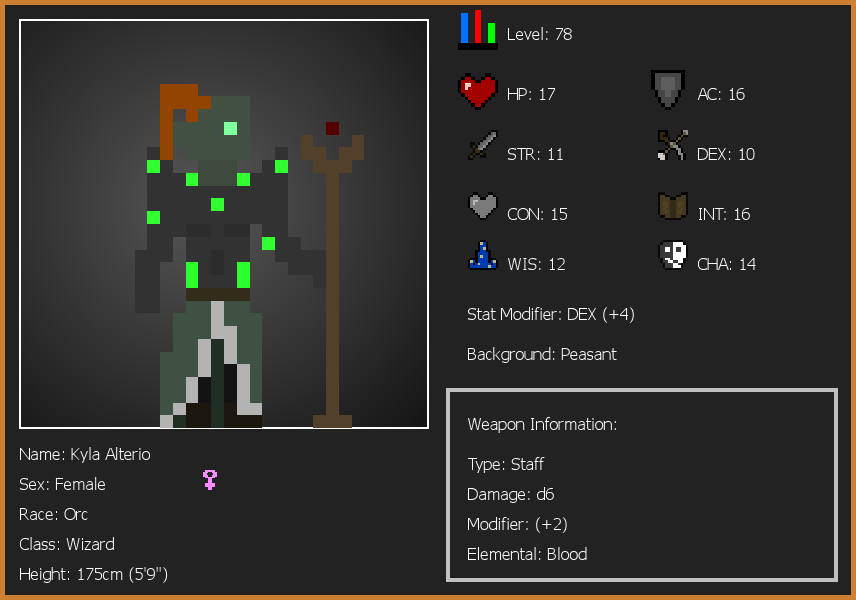 Level: 78
HP: 17
AC: 16
STR: 11
DEX: 10
CON: 15
INT: 16
WIS: 12
CHA: 14
Stat Modifier: DEX (+4)
Background: Peasant
Weapon Information:
Type: Staff
Damage: d6
Modifier: (+2)
Elemental: Blood
Name: Kyla Alterio
Sex: Female
Race: Orc
Class: Wizard
Height: 175cm (5'9")